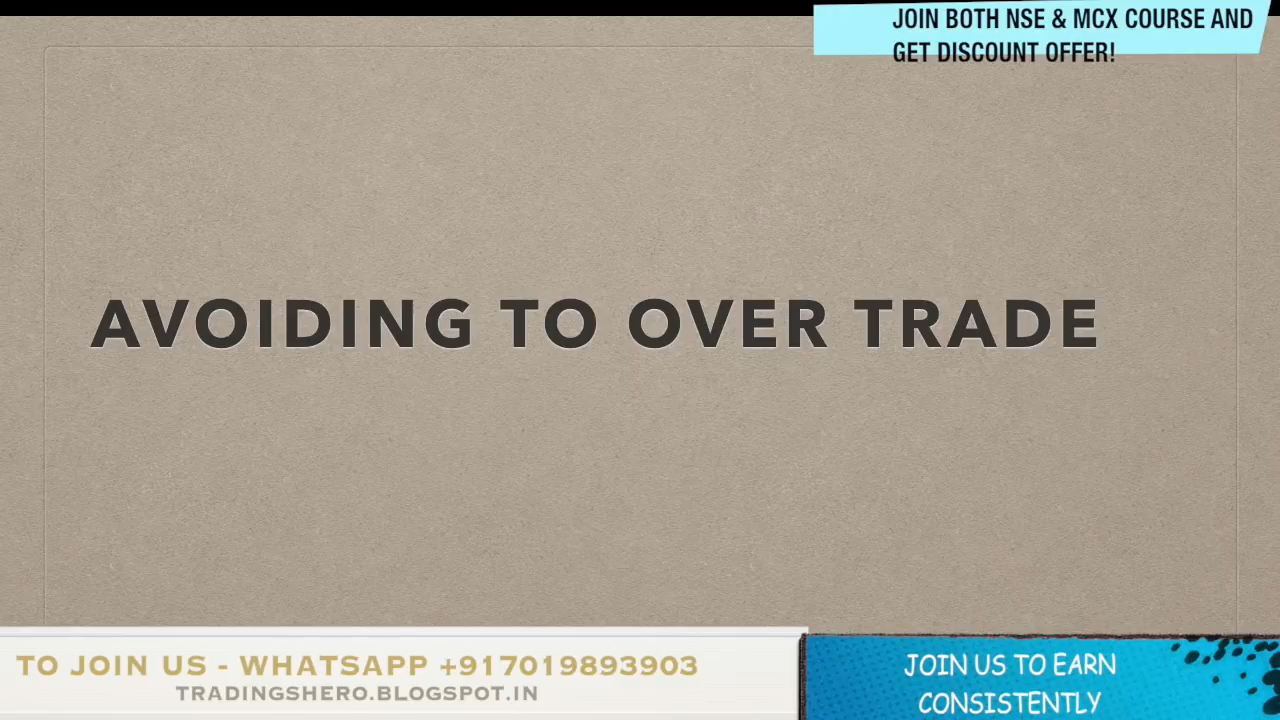 JOIN BOTH NSE & MCX COURSE AND
GET DISCOUNT OFFER!
AVOIDING TO OVER TRADE
TO JOIN US - WHATSAPP +917019893903
TRADINGSHERO.BLOGSPOT.IN
JOIN US TO EARN
CONSISTENTLY